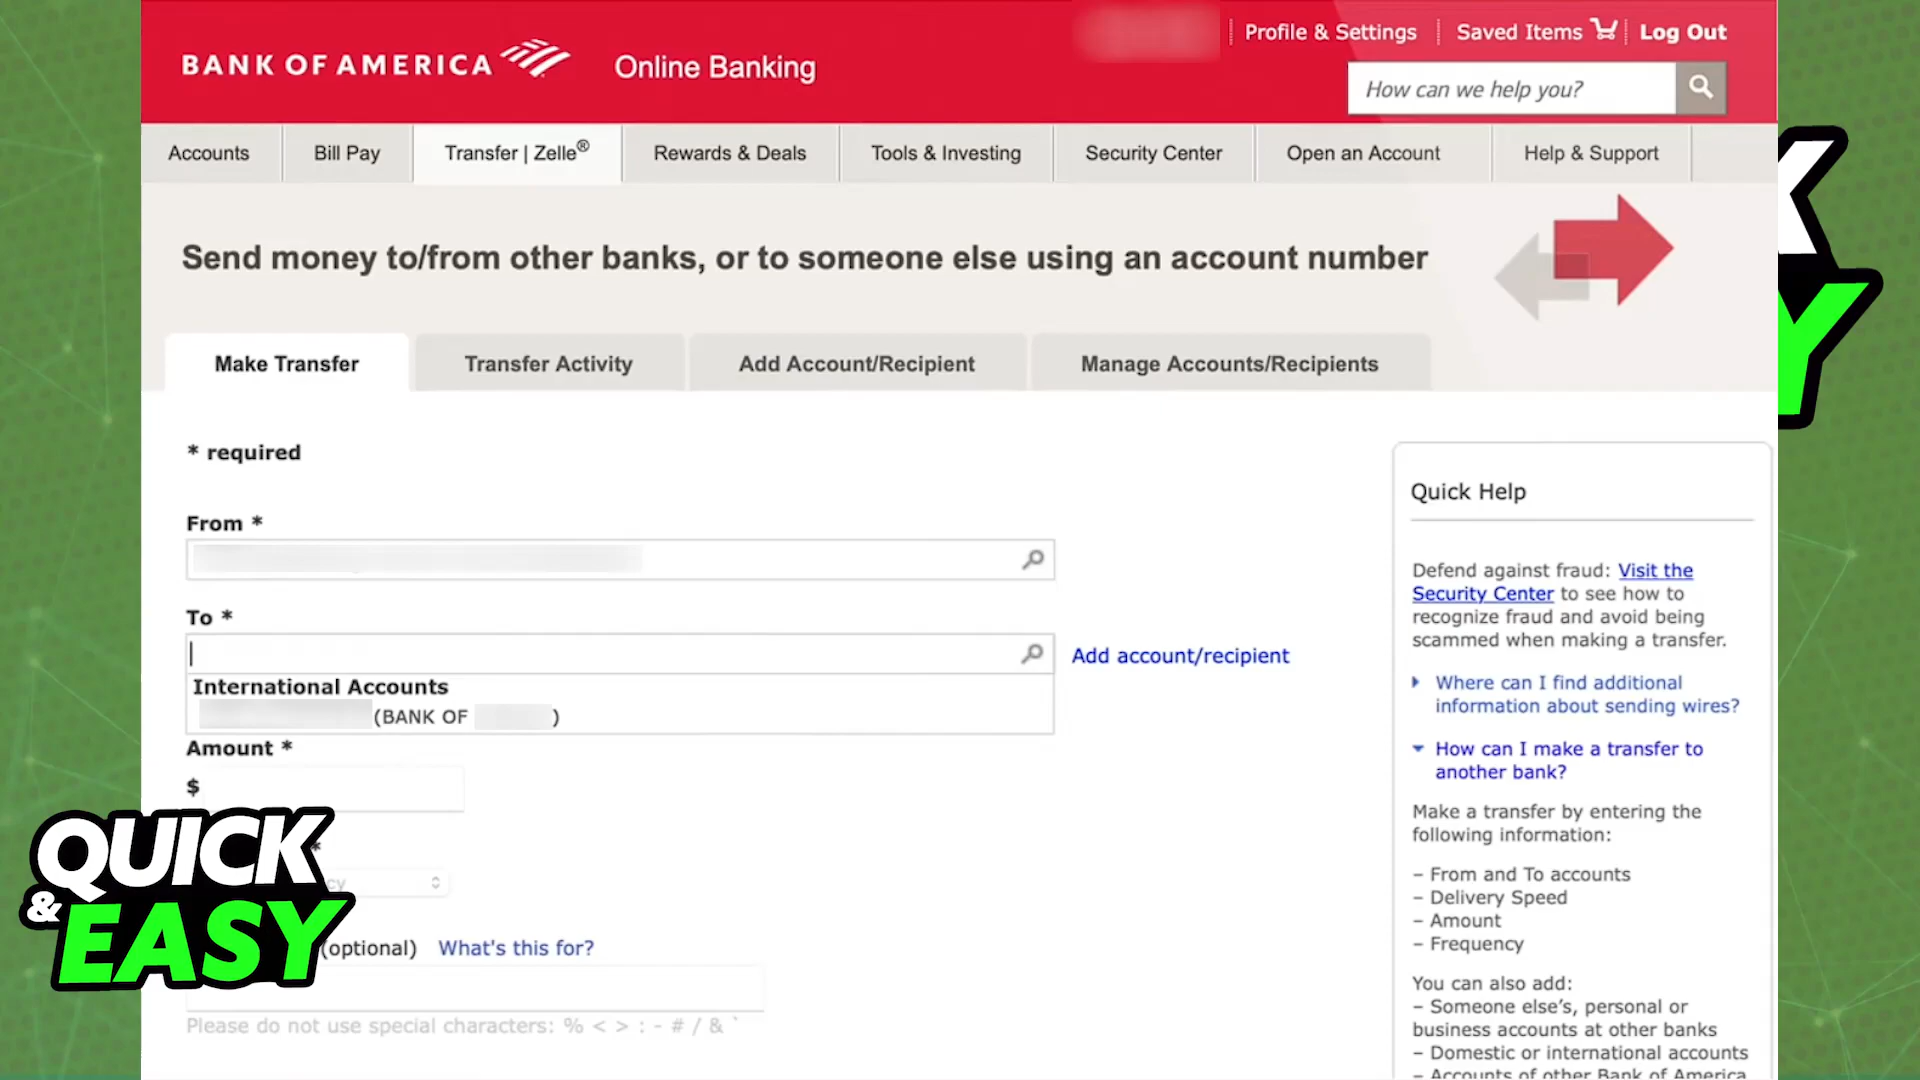 Profile & Settings
Saved Items
Log Out
BANK OF AMERICA
Online Banking
How can we help you?
Accounts
Bill Pay
Transfer | Zelle®
Rewards & Deals
Tools & Investing
Security Center
Open an Account
Help & Support
Send money to/from other banks, or to someone else using an account number
Make Transfer
Transfer Activity
Add Account/Recipient
Manage Accounts/Recipients
* required
From *
To *
Add account/recipient
International Accounts
(BANK OF )
Amount *
$
*
(optional) What's this for?
Please do not use special characters: % < > : - # / & `
Quick Help
Defend against fraud: Visit the
Security Center to see how to
recognize fraud and avoid being
scammed when making a transfer.
Where can I find additional
information about sending wires?
How can I make a transfer to
another bank?
Make a transfer by entering the
following information:
– From and To accounts
– Delivery Speed
– Amount
– Frequency
You can also add:
– Someone else's, personal or
business accounts at other banks
– Domestic or international accounts
– Accounts of other Bank of America
QUICK
& EASY